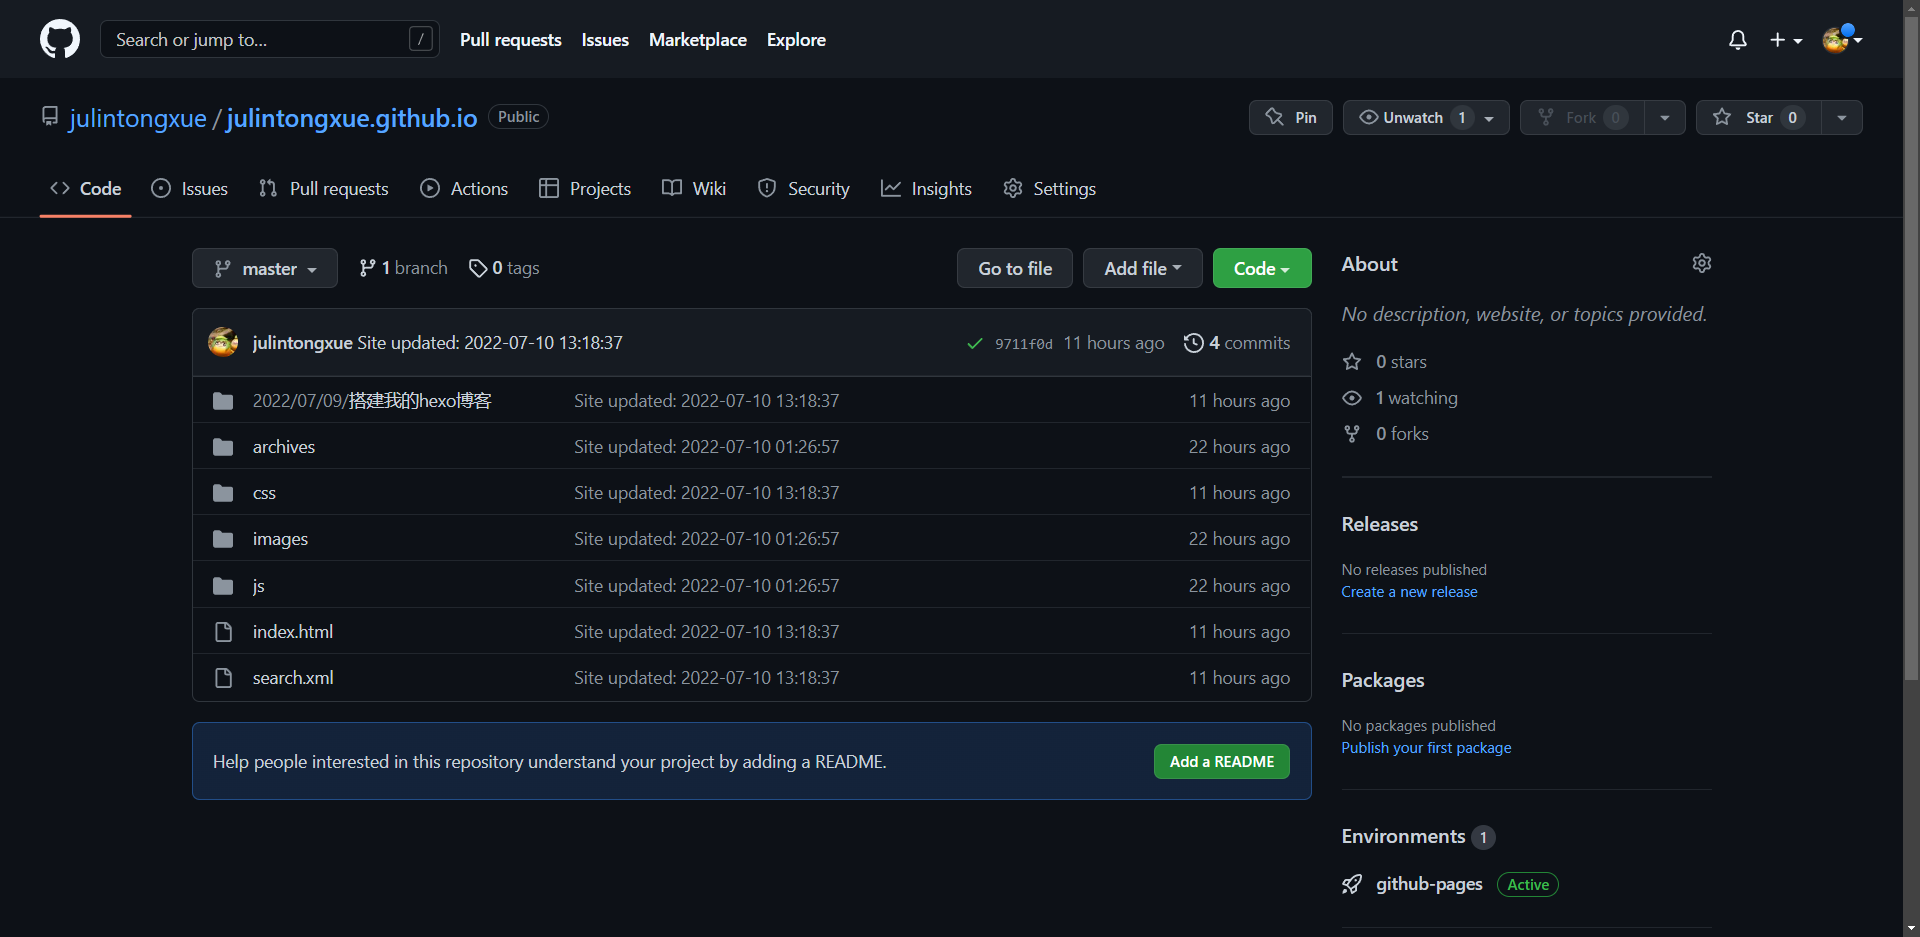 Search or jump to... /
Pull requests Issues Marketplace Explore
julintongxue / julintongxue.github.io Public
Pin Unwatch 1 Fork 0 Star 0
Code Issues Pull requests Actions Projects Wiki Security Insights Settings
master 1 branch 0 tags Go to file Add file Code
julintongxue Site updated: 2022-07-10 13:18:37 9711f0d 11 hours ago 4 commits
2022/07/09/搭建我的hexo博客 Site updated: 2022-07-10 13:18:37 11 hours ago
archives Site updated: 2022-07-10 01:26:57 22 hours ago
css Site updated: 2022-07-10 13:18:37 11 hours ago
images Site updated: 2022-07-10 01:26:57 22 hours ago
js Site updated: 2022-07-10 01:26:57 22 hours ago
index.html Site updated: 2022-07-10 13:18:37 11 hours ago
search.xml Site updated: 2022-07-10 13:18:37 11 hours ago
Help people interested in this repository understand your project by adding a README. Add a README
About
No description, website, or topics provided.
0 stars
1 watching
0 forks
Releases
No releases published
Create a new release
Packages
No packages published
Publish your first package
Environments 1
github-pages Active